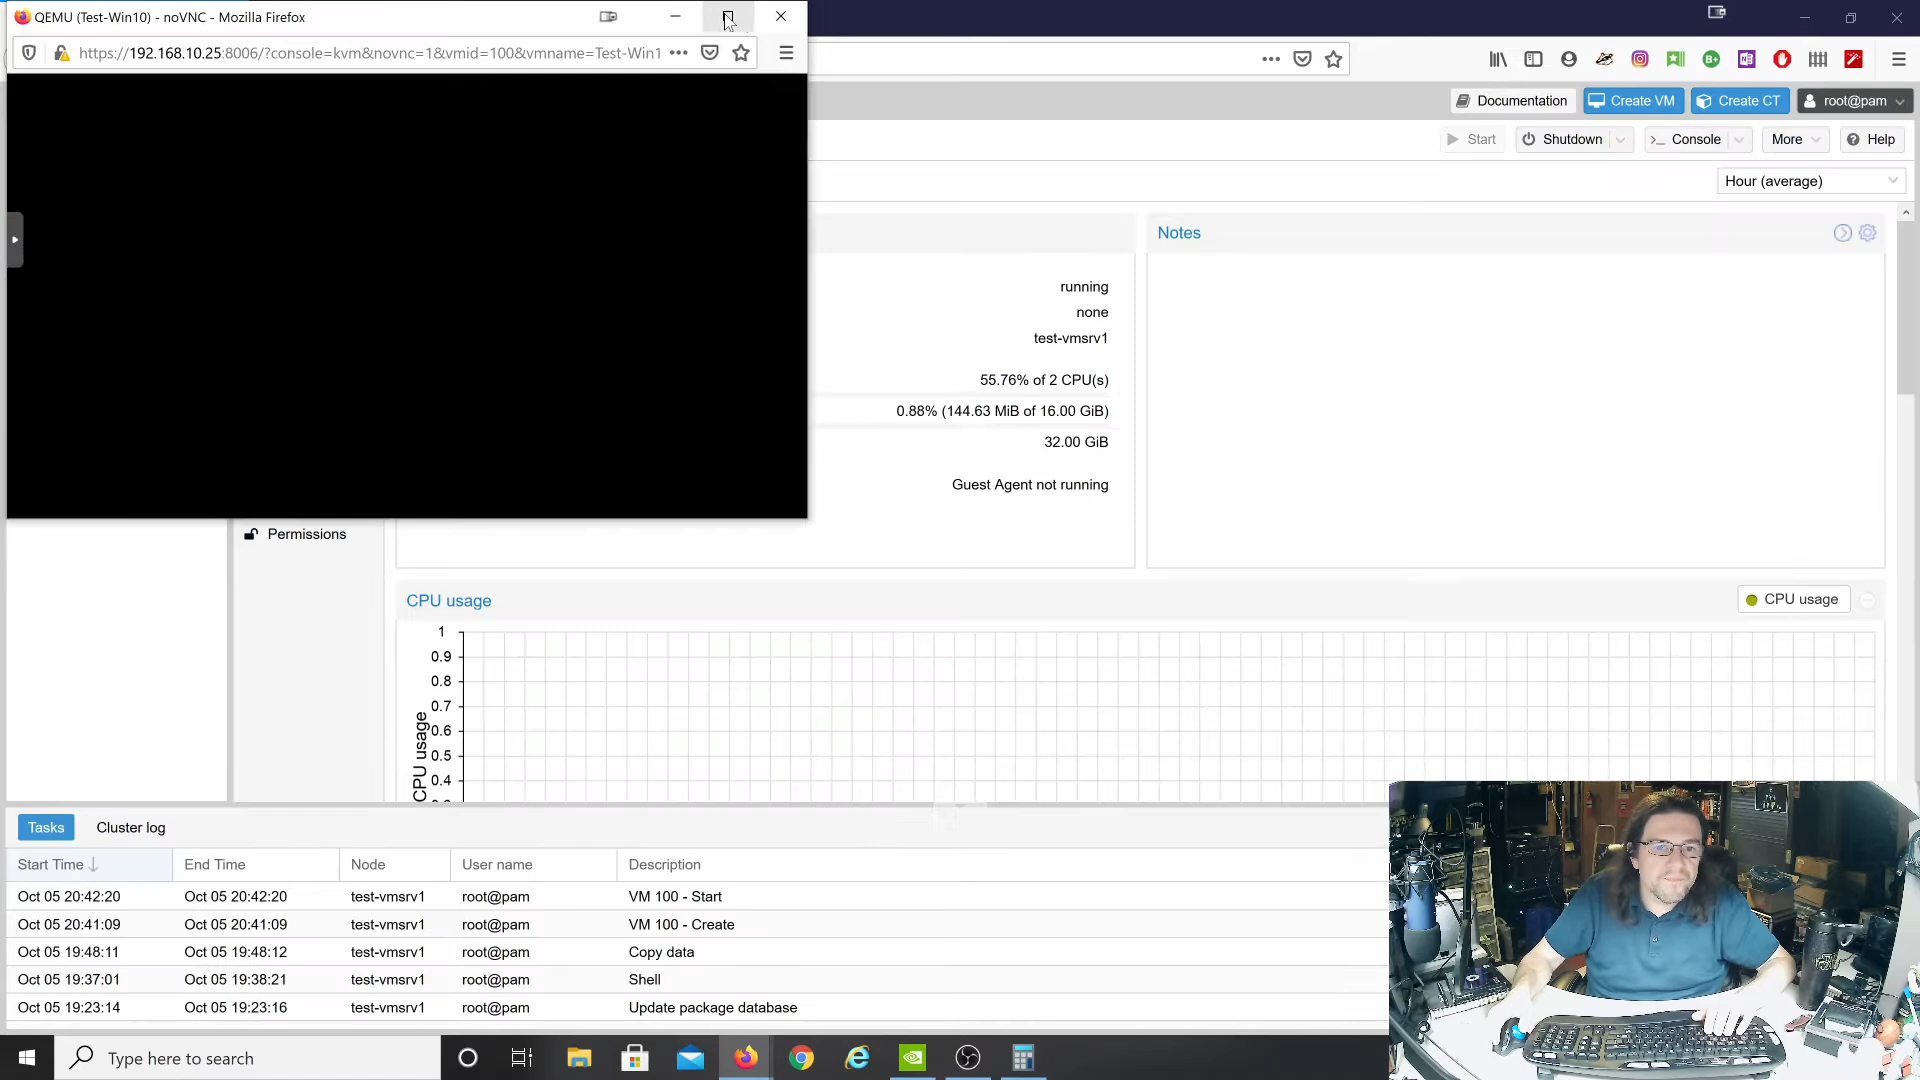 QEMU (Test-Win10) - noVNC - Mozilla Firefox
https://192.168.10.25:8006/?console=kvm&novnc=1&vmid=100&vmname=Test-Win1
Documentation
Create VM
Create CT
root@pam
Start
Shutdown
Console
More
Help
Hour (average)
Notes
running
none
test-vmsrv1
55.76% of 2 CPU(s)
0.88% (144.63 MiB of 16.00 GiB)
32.00 GiB
Guest Agent not running
Permissions
CPU usage
CPU usage
1
0.9
0.8
0.7
0.6
0.5
0.4
CPU usage
Tasks
Cluster log
Start Time
End Time
Node
User name
Description
Oct 05 20:42:20
Oct 05 20:42:20
test-vmsrv1
root@pam
VM 100 - Start
Oct 05 20:41:09
Oct 05 20:41:09
test-vmsrv1
root@pam
VM 100 - Create
Oct 05 19:48:11
Oct 05 19:48:12
test-vmsrv1
root@pam
Copy data
Oct 05 19:37:01
Oct 05 19:38:21
test-vmsrv1
root@pam
Shell
Oct 05 19:23:14
Oct 05 19:23:16
test-vmsrv1
root@pam
Update package database
Type here to search